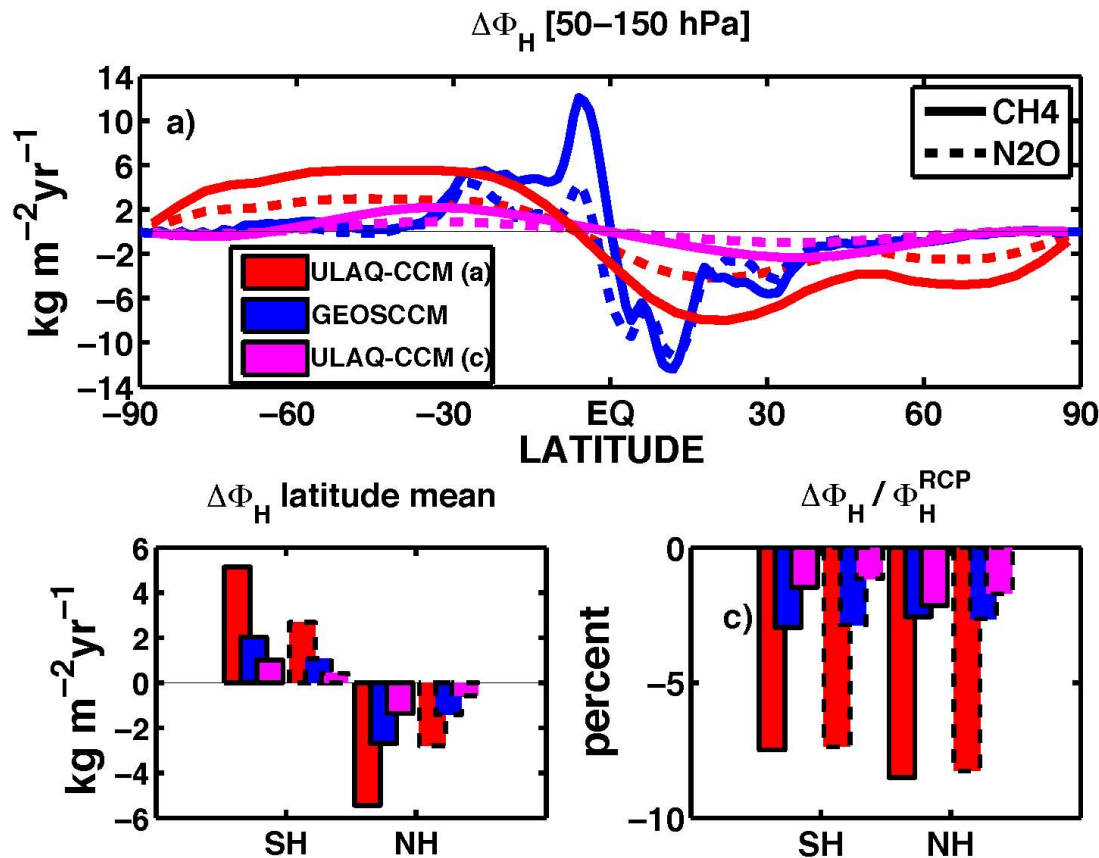 ΔΦH [50–150 hPa]
14
10
6
2
−2
−6
−10
−14
kg m−2yr−1
a)
CH4
N2O
ULAQ-CCM (a)
GEOSCCM
ULAQ-CCM (c)
−90 −60 −30 EQ 30 60 90
LATITUDE
ΔΦH latitude mean
6
4
2
0
−2
−4
−6
kg m−2yr−1
SH NH
ΔΦH / ΦHRCP
0
−5
−10
percent
c)
SH NH